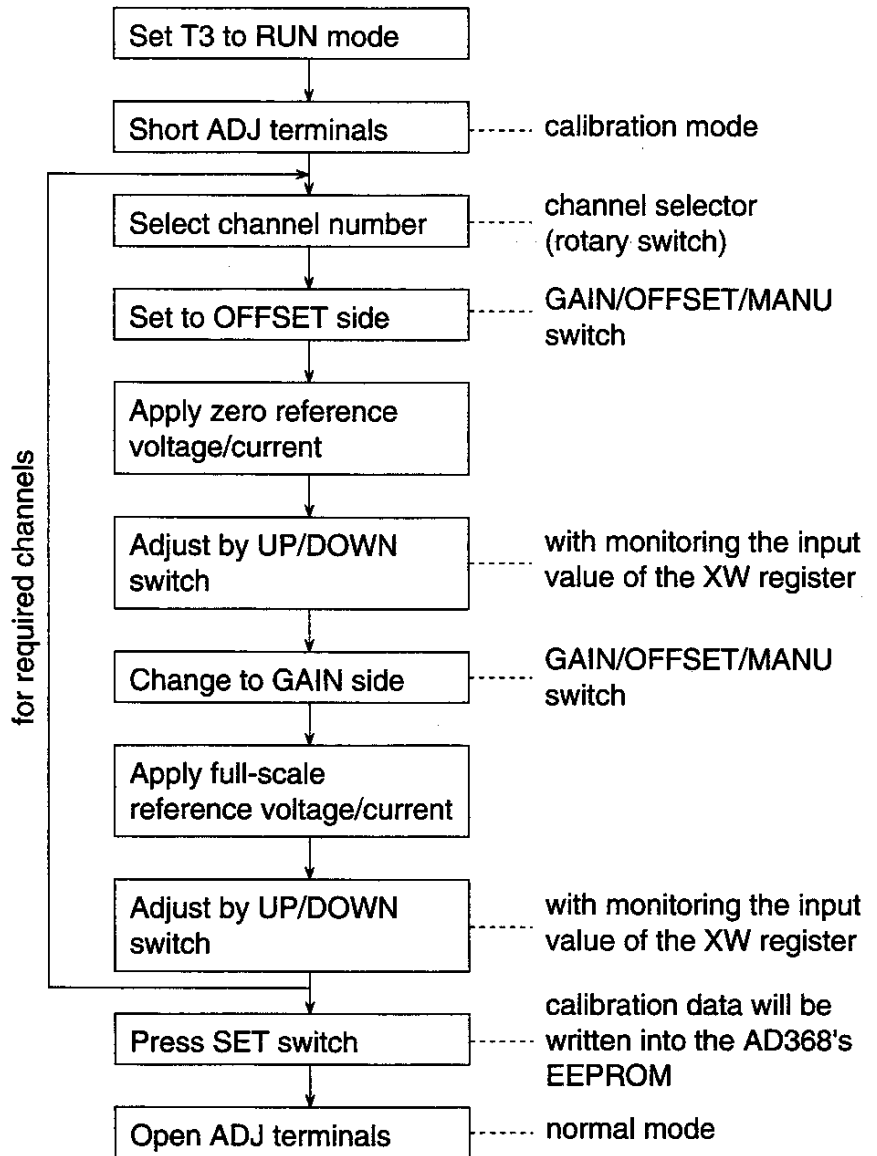 Set T3 to RUN mode
Short ADJ terminals
calibration mode
Select channel number
channel selector
(rotary switch)
Set to OFFSET side
GAIN/OFFSET/MANU
switch
Apply zero reference
voltage/current
for required channels
Adjust by UP/DOWN
switch
with monitoring the input
value of the XW register
Change to GAIN side
GAIN/OFFSET/MANU
switch
Apply full-scale
reference voltage/current
Adjust by UP/DOWN
switch
with monitoring the input
value of the XW register
Press SET switch
calibration data will be
written into the AD368's
EEPROM
Open ADJ terminals
normal mode